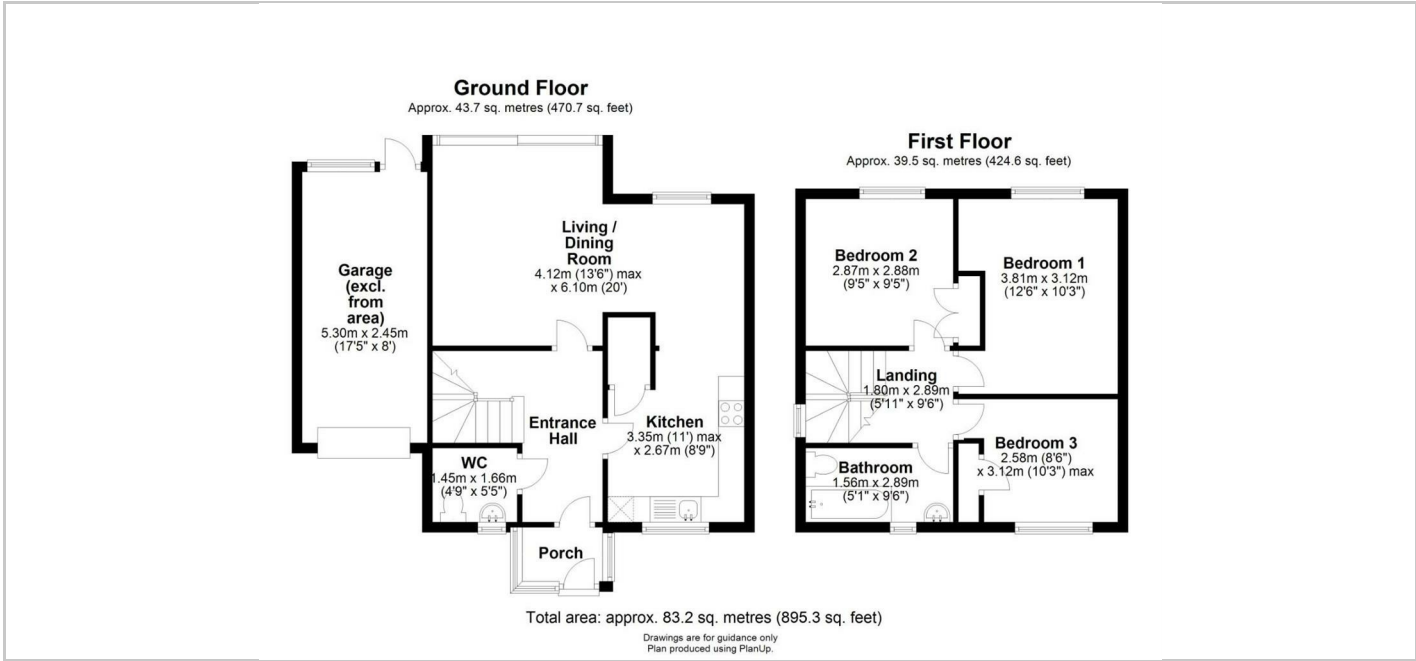 Ground Floor
Approx. 43.7 sq. metres (470.7 sq. feet)
Living /
Dining
Room
4.12m (13'6") max
x 6.10m (20')
Garage
(excl.
from
area)
5.30m x 2.45m
(17'5" x 8')
Entrance
Hall
Kitchen
3.35m (11') max
x 2.67m (8'9")
WC
1.45m x 1.66m
(4'9" x 5'5")
Porch
First Floor
Approx. 39.5 sq. metres (424.6 sq. feet)
Bedroom 2
2.87m x 2.88m
(9'5" x 9'5")
Bedroom 1
3.81m x 3.12m
(12'6" x 10'3")
Landing
1.80m x 2.89m
(5'11" x 9'6")
Bedroom 3
2.58m (8'6")
x 3.12m (10'3") max
Bathroom
1.56m x 2.89m
(5'1" x 9'6")
Total area: approx. 83.2 sq. metres (895.3 sq. feet)
Drawings are for guidance only
Plan produced using PlanUp.